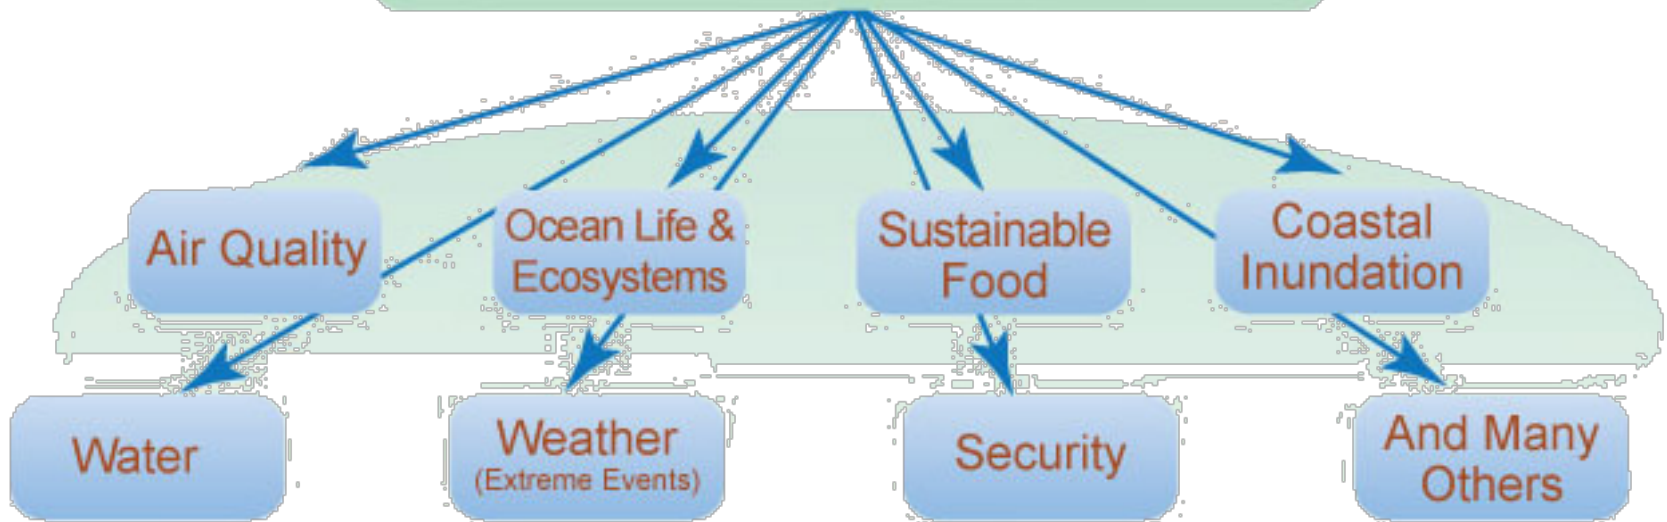 Air Quality
Ocean Life &
Ecosystems
Sustainable
Food
Coastal
Inundation
Water
Weather
(Extreme Events)
Security
And Many
Others